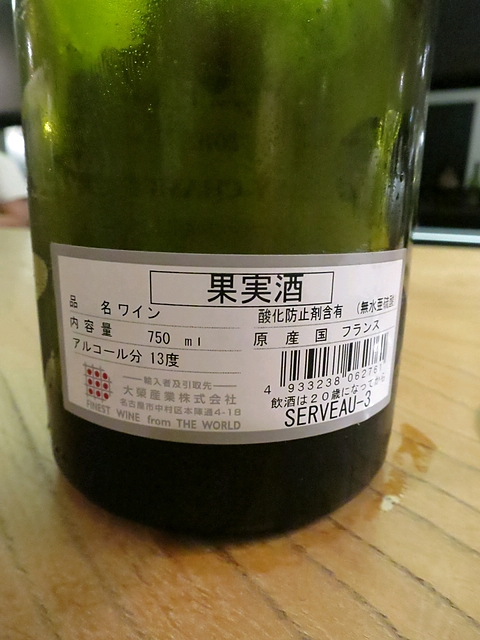 果実酒
品 名 ワイン
内 容 量 750 ml
アルコール分 13度
輸入者及引取先
大榮産業株式会社
名古屋市中村区本陣通4-18
FINEST WINE from THE WORLD
酸化防止剤含有 (無水亜硫酸
原 産 国 フランス
4 933238 062761
飲酒は20歳になってから
SERVEAU-3